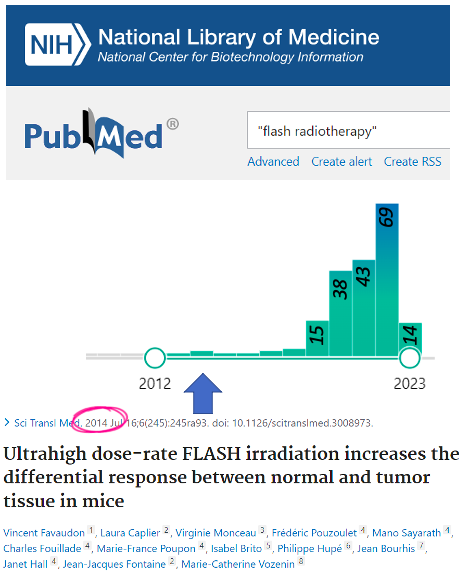 NIH National Library of Medicine
National Center for Biotechnology Information
PubMed®
"flash radiotherapy"
Advanced Create alert Create RSS
15
38
43
69
14
2012
2023
Sci Transl Med. 2014 Jul 16;6(245):245ra93. doi: 10.1126/scitranslmed.3008973.
Ultrahigh dose-rate FLASH irradiation increases the
differential response between normal and tumor
tissue in mice
Vincent Favaudon 1, Laura Caplier 2, Virginie Monceau 3, Frédéric Pouzoulet 4, Mano Sayarath 4,
Charles Fouillade 4, Marie-France Poupon 4, Isabel Brito 5, Philippe Hupé 6, Jean Bourhis 7,
Janet Hall 4, Jean-Jacques Fontaine 2, Marie-Catherine Vozenin 8